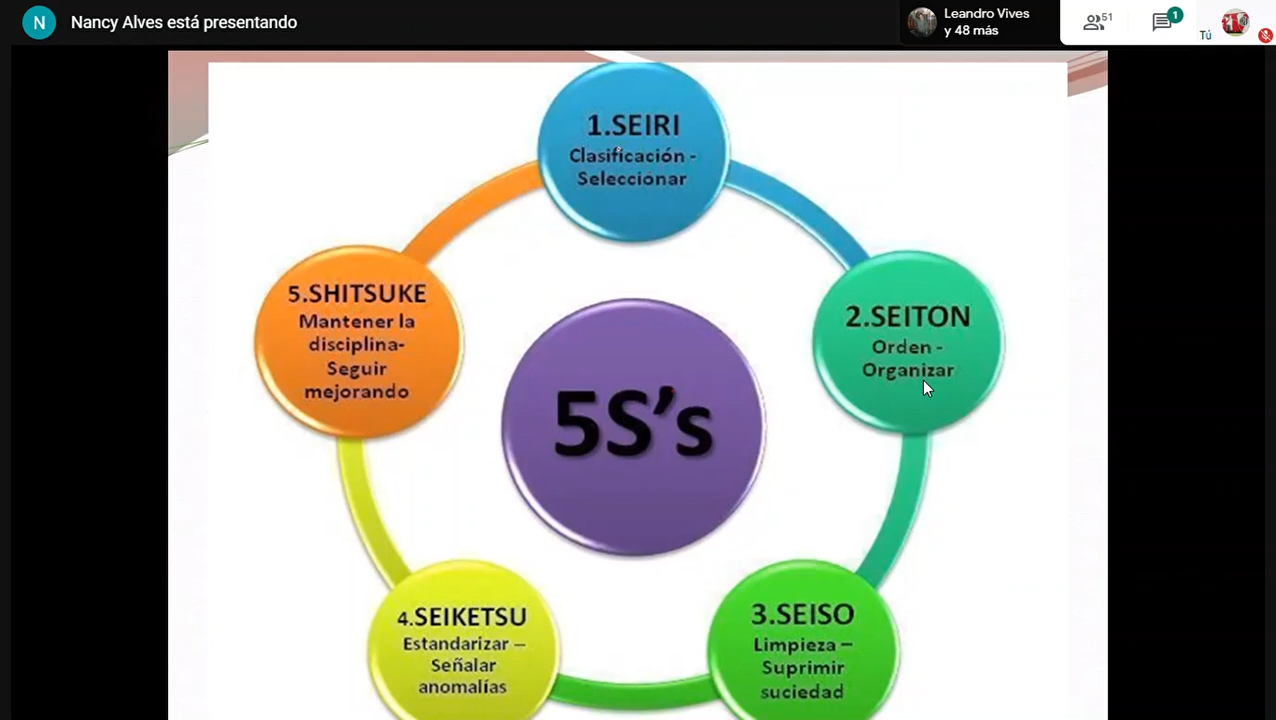 N
Nancy Alves está presentando
Leandro Vives
y 48 más
51
1
Tú
1.SEIRI
Clasificación -
Seleccionar
2.SEITON
Orden -
Organizar
3.SEISO
Limpieza –
Suprimir
suciedad
4.SEIKETSU
Estandarizar –
Señalar
anomalías
5.SHITSUKE
Mantener la
disciplina-
Seguir
mejorando
5S’s